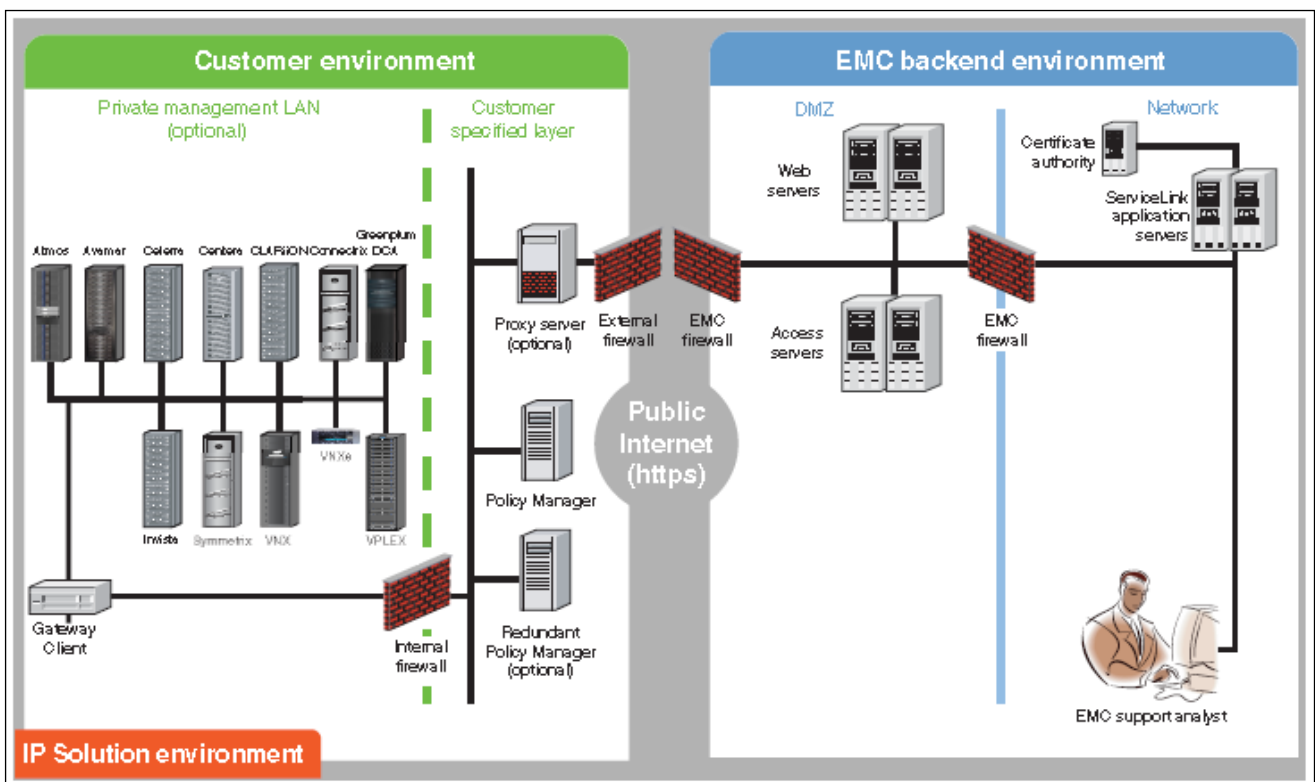 Customer environment
EMC backend environment
Private management LAN
(optional)
Customer
specified layer
DMZ
Network
Certificate
authority
Web
servers
ServiceLink
application
servers
Greenplum
Atmos Avamar Celerra Centera CLARiiON Connectrix DCA
Proxy server
(optional)
External
firewall
EMC
firewall
Access
servers
EMC
firewall
Public
Internet
(https)
VNXe
Policy Manager
Invista Symmetrix VNX VPLEX
Gateway
Client
Internal
firewall
Redundant
Policy Manager
(optional)
EMC support analyst
IP Solution environment